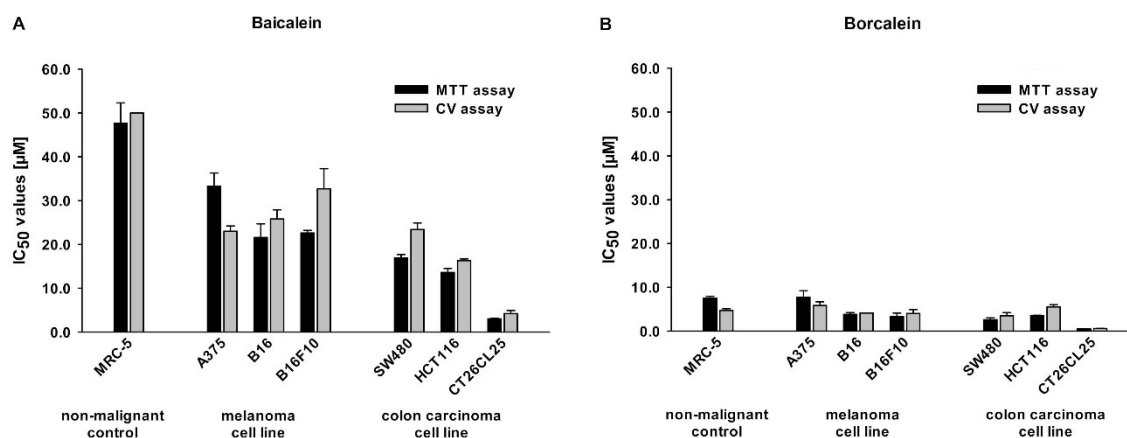 A
Baicalein
60.0
50.0
40.0
30.0
20.0
10.0
0.0
IC50 values [µM]
MTT assay
CV assay
MRC-5
A375
B16
B16F10
SW480
HCT116
CT26CL25
non-malignant
control
melanoma
cell line
colon carcinoma
cell line
B
Borcalein
60.0
50.0
40.0
30.0
20.0
10.0
0.0
IC50 values [µM]
MTT assay
CV assay
MRC-5
A375
B16
B16F10
SW480
HCT116
CT26CL25
non-malignant
control
melanoma
cell line
colon carcinoma
cell line